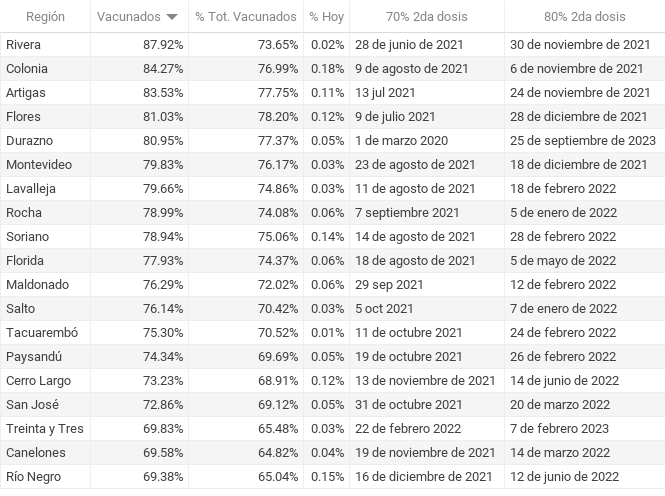 Región Vacunados % Tot. Vacunados % Hoy 70% 2da dosis 80% 2da dosis
Rivera 87.92% 73.65% 0.02% 28 de junio de 2021 30 de noviembre de 2021
Colonia 84.27% 76.99% 0.18% 9 de agosto de 2021 6 de noviembre de 2021
Artigas 83.53% 77.75% 0.11% 13 jul 2021 24 de noviembre de 2021
Flores 81.03% 78.20% 0.12% 9 de julio 2021 28 de diciembre de 2021
Durazno 80.95% 77.37% 0.05% 1 de marzo 2020 25 de septiembre de 2023
Montevideo 79.83% 76.17% 0.03% 23 de agosto de 2021 18 de diciembre de 2021
Lavalleja 79.66% 74.86% 0.03% 11 de agosto de 2021 18 de febrero 2022
Rocha 78.99% 74.08% 0.06% 7 septiembre 2021 5 de enero de 2022
Soriano 78.94% 75.06% 0.14% 14 de agosto de 2021 28 de febrero 2022
Florida 77.93% 74.37% 0.06% 18 de agosto de 2021 5 de mayo de 2022
Maldonado 76.29% 72.02% 0.06% 29 sep 2021 12 de febrero 2022
Salto 76.14% 70.42% 0.03% 5 oct 2021 7 de enero de 2022
Tacuarembó 75.30% 70.52% 0.01% 11 de octubre 2021 24 de febrero 2022
Paysandú 74.34% 69.69% 0.05% 19 de octubre 2021 26 de febrero 2022
Cerro Largo 73.23% 68.91% 0.12% 13 de noviembre de 2021 14 de junio de 2022
San José 72.86% 69.12% 0.05% 31 de octubre 2021 20 de marzo 2022
Treinta y Tres 69.83% 65.48% 0.03% 22 de febrero 2022 7 de febrero 2023
Canelones 69.58% 64.82% 0.04% 19 de noviembre de 2021 14 de marzo 2022
Río Negro 69.38% 65.04% 0.15% 16 de diciembre de 2021 12 de junio de 2022